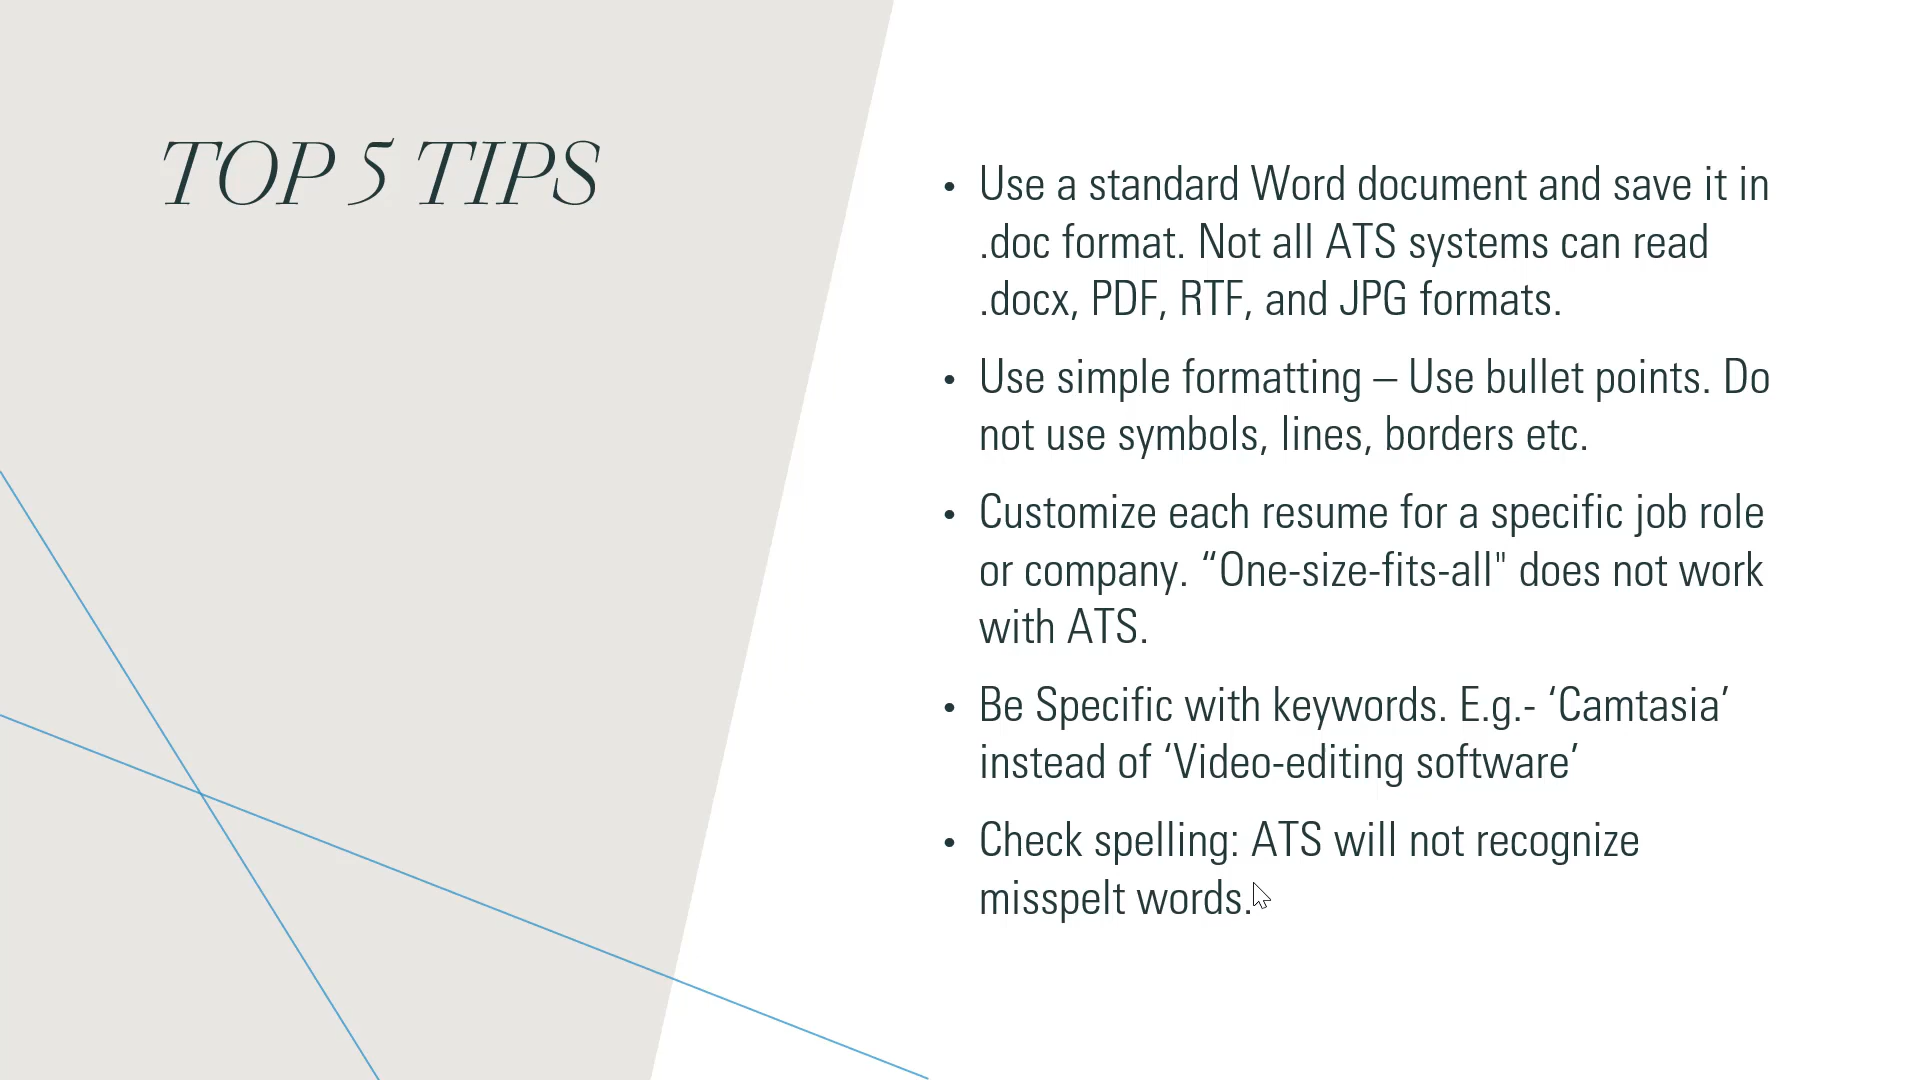 TOP 5 TIPS
• Use a standard Word document and save it in
.doc format. Not all ATS systems can read
.docx, PDF, RTF, and JPG formats.
• Use simple formatting – Use bullet points. Do
not use symbols, lines, borders etc.
• Customize each resume for a specific job role
or company. “One-size-fits-all" does not work
with ATS.
• Be Specific with keywords. E.g.- ‘Camtasia’
instead of ‘Video-editing software’
• Check spelling: ATS will not recognize
misspelt words.